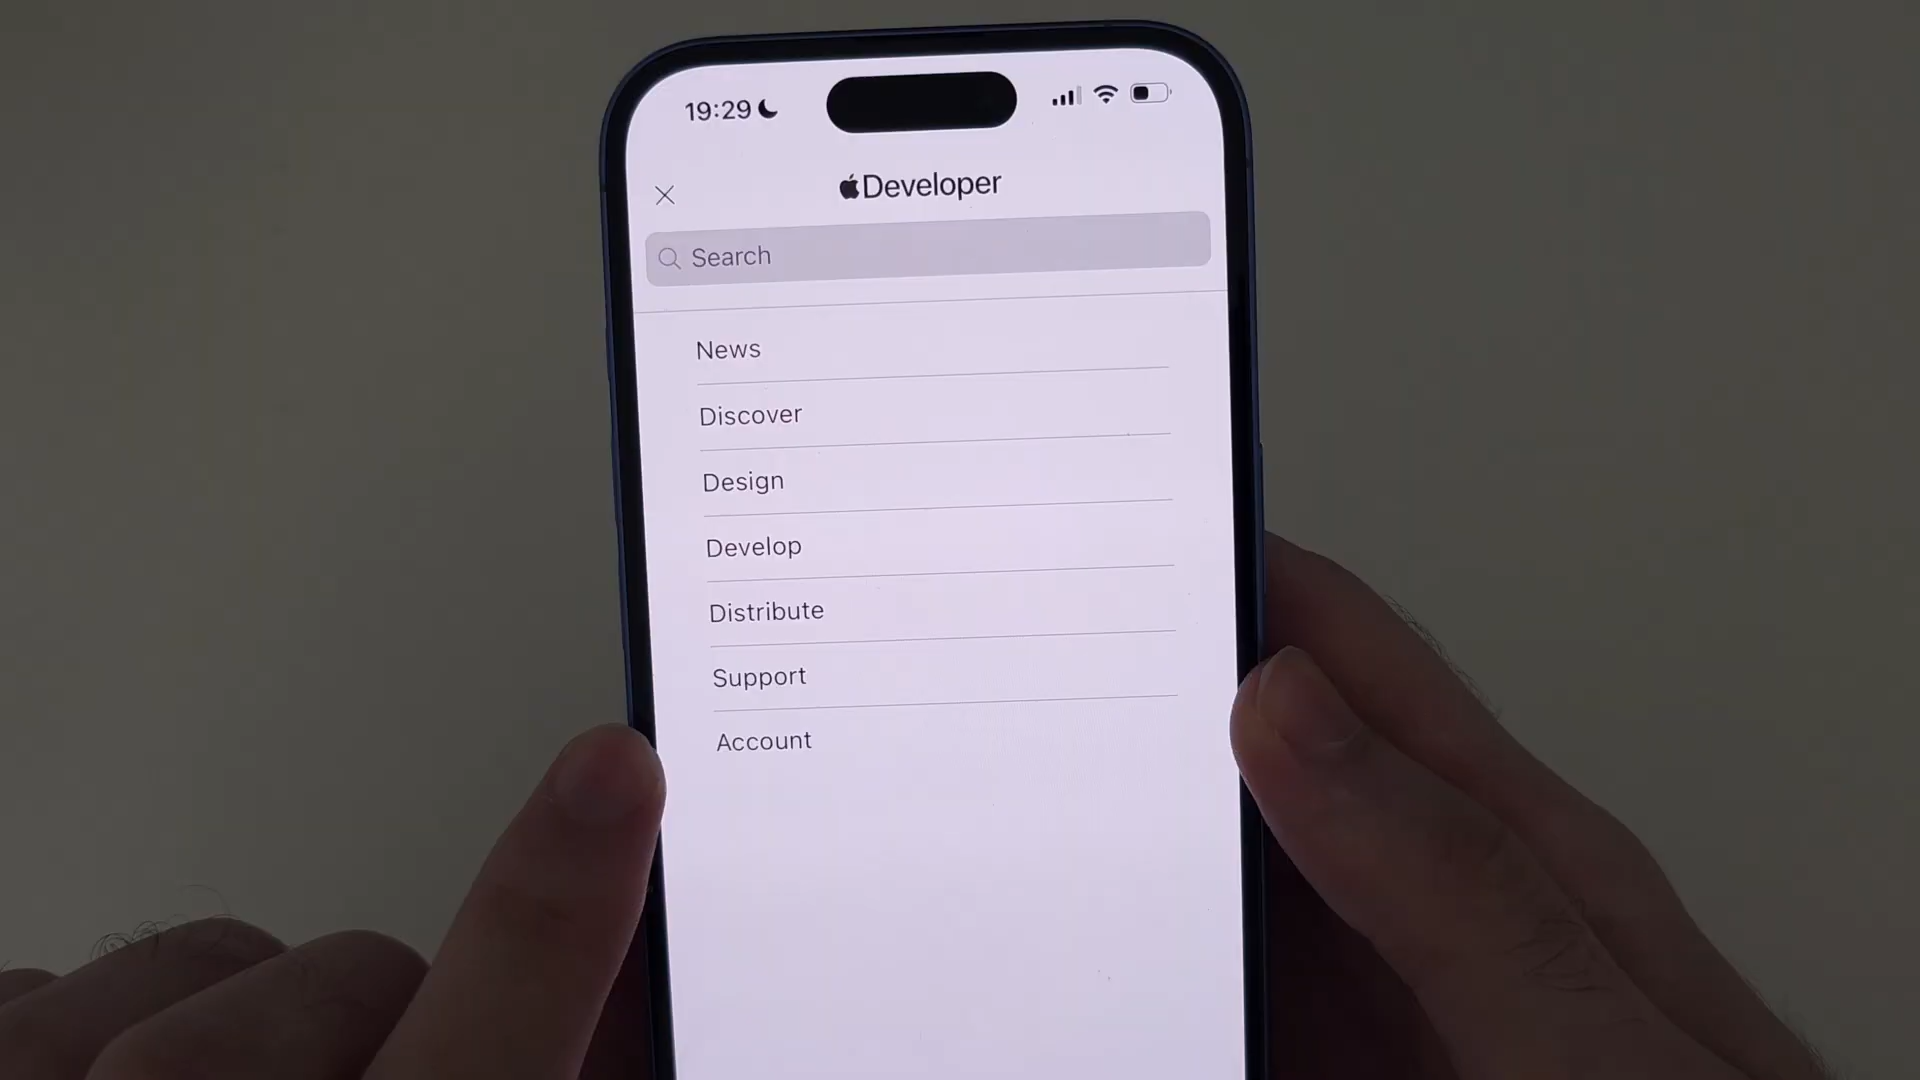 19:29
Developer
Search
News
Discover
Design
Develop
Distribute
Support
Account